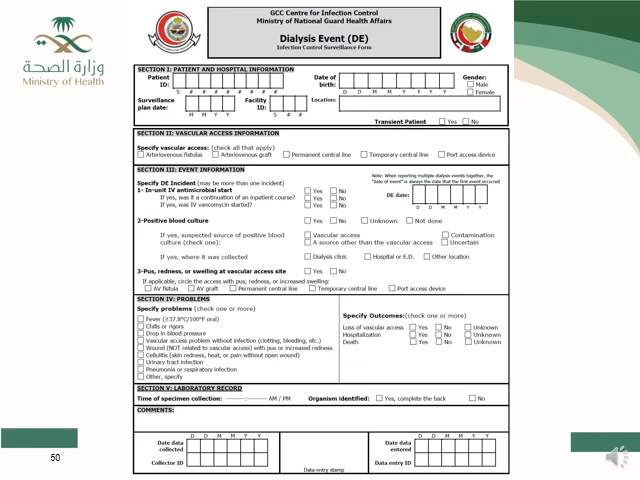 وزارة الصحة
Ministry of Health
GCC Centre for Infection Control
Ministry of National Guard Health Affairs
Dialysis Event (DE)
Infection Control Surveillance Form
SECTION I: PATIENT AND HOSPITAL INFORMATION
Patient ID:
S # # # # # # # #
Date of birth:
D D M M Y Y Y Y
Gender:
Male
Female
Surveillance plan date:
M M Y Y
Facility ID:
S # #
Location:
Transient Patient Yes No
SECTION II: VASCULAR ACCESS INFORMATION
Specify vascular access: (check all that apply)
Arteriovenous fistulas Arteriovenous graft Permanent central line Temporary central line Port access device
SECTION III: EVENT INFORMATION
Note: When reporting multiple dialysis events together, the
"date of event" is always the date that the first event occurred
Specify DE Incident (may be more than one incident)
1- In-unit IV antimicrobial start Yes No
If yes, was it a continuation of an inpatient course? Yes No
If yes, was IV vancomycin started? Yes No
DE date:
D D M M Y Y
2-Positive blood culture Yes No Unknown Not done
If yes, suspected source of positive blood culture (check one):
Vascular access Contamination
A source other than the vascular access Uncertain
If yes, where it was collected Dialysis clinic Hospital or E.D. Other location
3-Pus, redness, or swelling at vascular access site Yes No
If applicable, circle the access with pus, redness, or increased swelling:
AV fistula AV graft Permanent central line Temporary central line Port access device
SECTION IV: PROBLEMS
Specify problems (check one or more)
Fever (≥37.8°C/100°F oral)
Chills or rigors
Drop in blood pressure
Vascular access problem without infection (clotting, bleeding, etc.)
Wound (NOT related to vascular access) with pus or increased redness
Cellulitis (skin redness, heat, or pain without open wound)
Urinary tract infection
Pneumonia or respiratory infection
Other, specify
Specify Outcomes:(check one or more)
Loss of vascular access Yes No Unknown
Hospitalization Yes No Unknown
Death Yes No Unknown
SECTION V: LABORATORY RECORD
Time of specimen collection: --------:-------- AM / PM Organism identified: Yes, complete the back No
COMMENTS:
D D M M Y Y
Date data collected
Collector ID
Data entry stamp
D D M M Y Y
Date data entered
Data entry ID
50